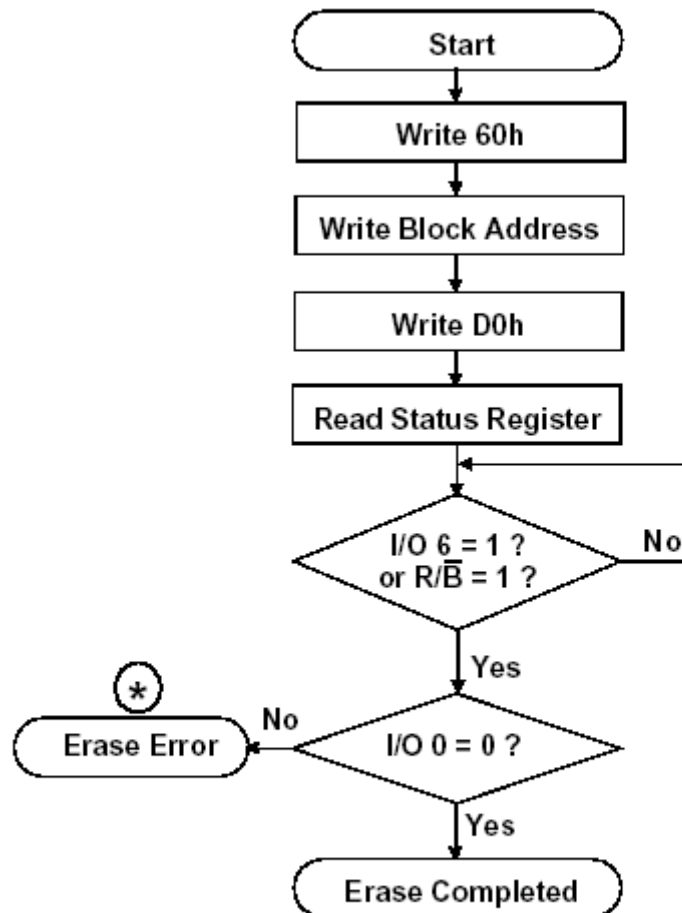 Start
Write 60h
Write Block Address
Write D0h
Read Status Register
I/O 6 = 1 ?
or R/B̅ = 1 ?
No
Yes
*
No
Erase Error
I/O 0 = 0 ?
Yes
Erase Completed